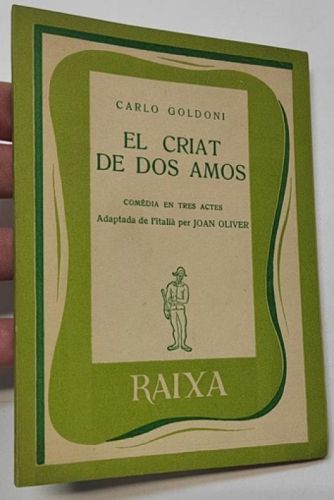 CARLO GOLDONI
EL CRIAT
DE DOS AMOS
COMÈDIA EN TRES ACTES
Adaptada de l'italià per JOAN OLIVER
RAIXA